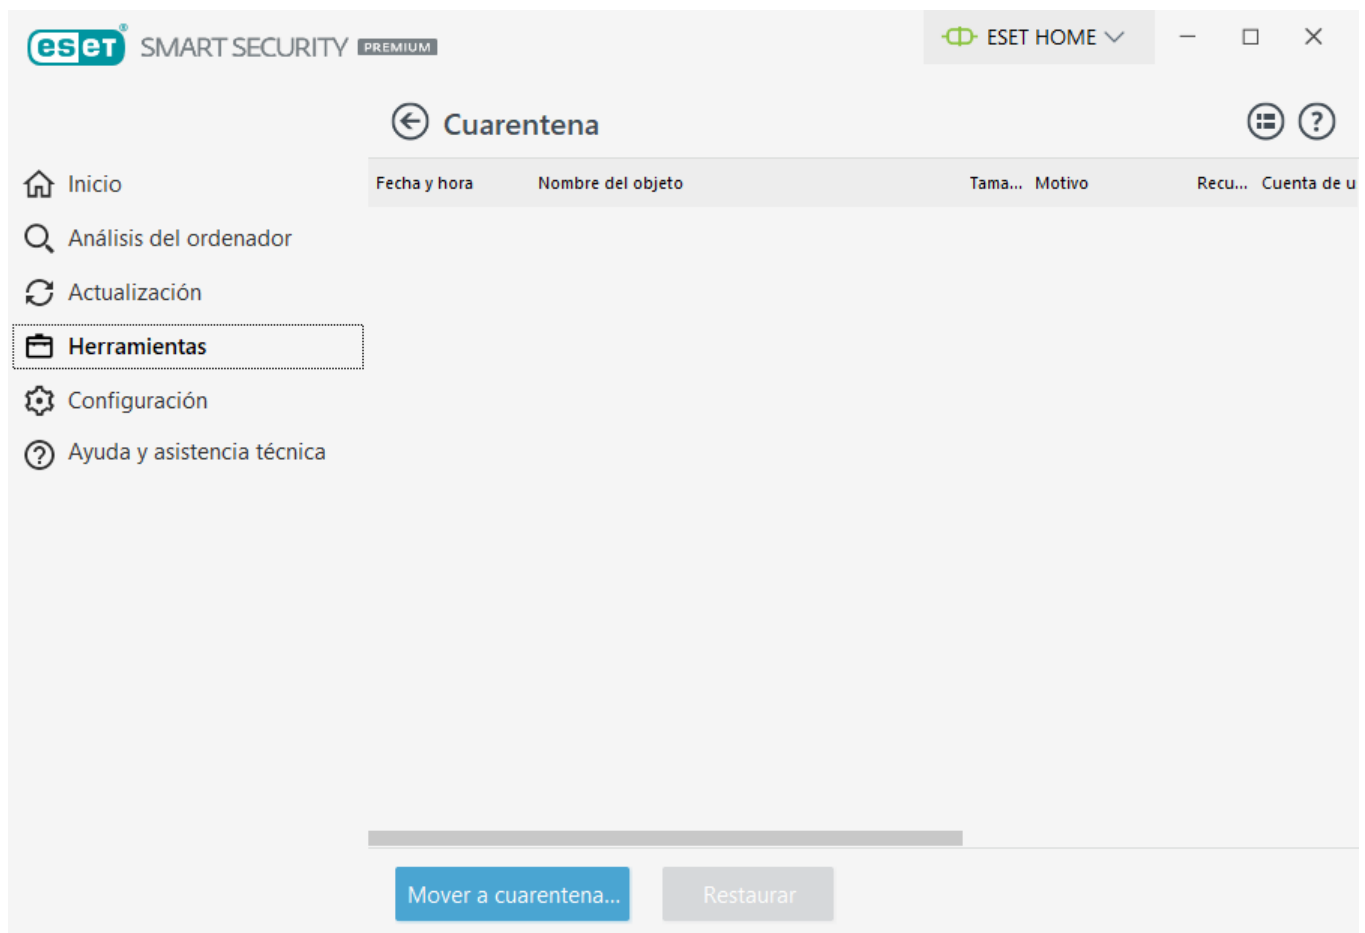 eset® SMART SECURITY PREMIUM
ESET HOME
Cuarentena
?
Fecha y hora Nombre del objeto Tama... Motivo Recu... Cuenta de u
Inicio
Análisis del ordenador
Actualización
Herramientas
Configuración
Ayuda y asistencia técnica
Mover a cuarentena... Restaurar